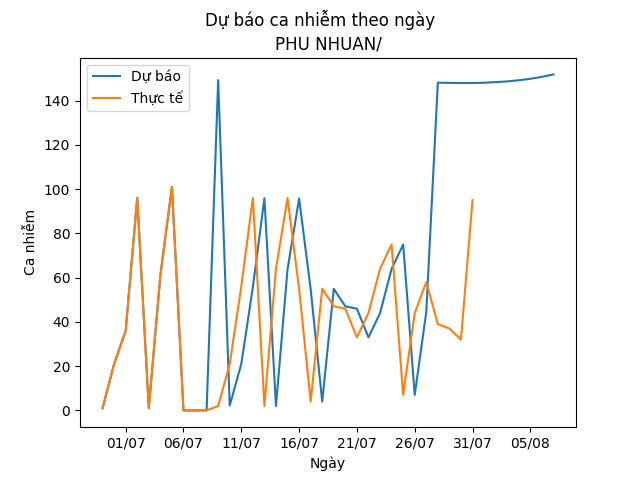 Dự báo ca nhiễm theo ngày
PHU NHUAN/
Dự báo
Thực tế
Ca nhiễm
140
120
100
80
60
40
20
0
01/07 06/07 11/07 16/07 21/07 26/07 31/07 05/08
Ngày